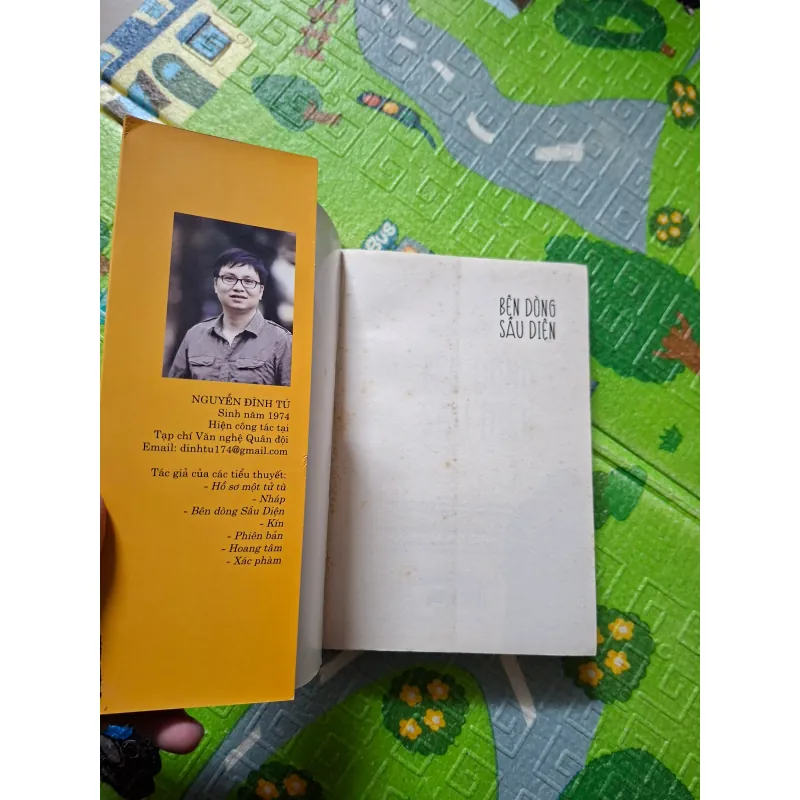 NGUYỄN ĐÌNH TÚ
Sinh năm 1974
Hiện công tác tại
Tạp chí Văn nghệ Quân đội
Email: dinhtu174@gmail.com
Tác giả của các tiểu thuyết:
- Hồ sơ một tử tù
- Nháp
- Bên dòng Sầu Diện
- Kín
- Phiên bản
- Hoang tâm
- Xác phàm
BÊN DÒNG
SẦU DIỆN
Bus